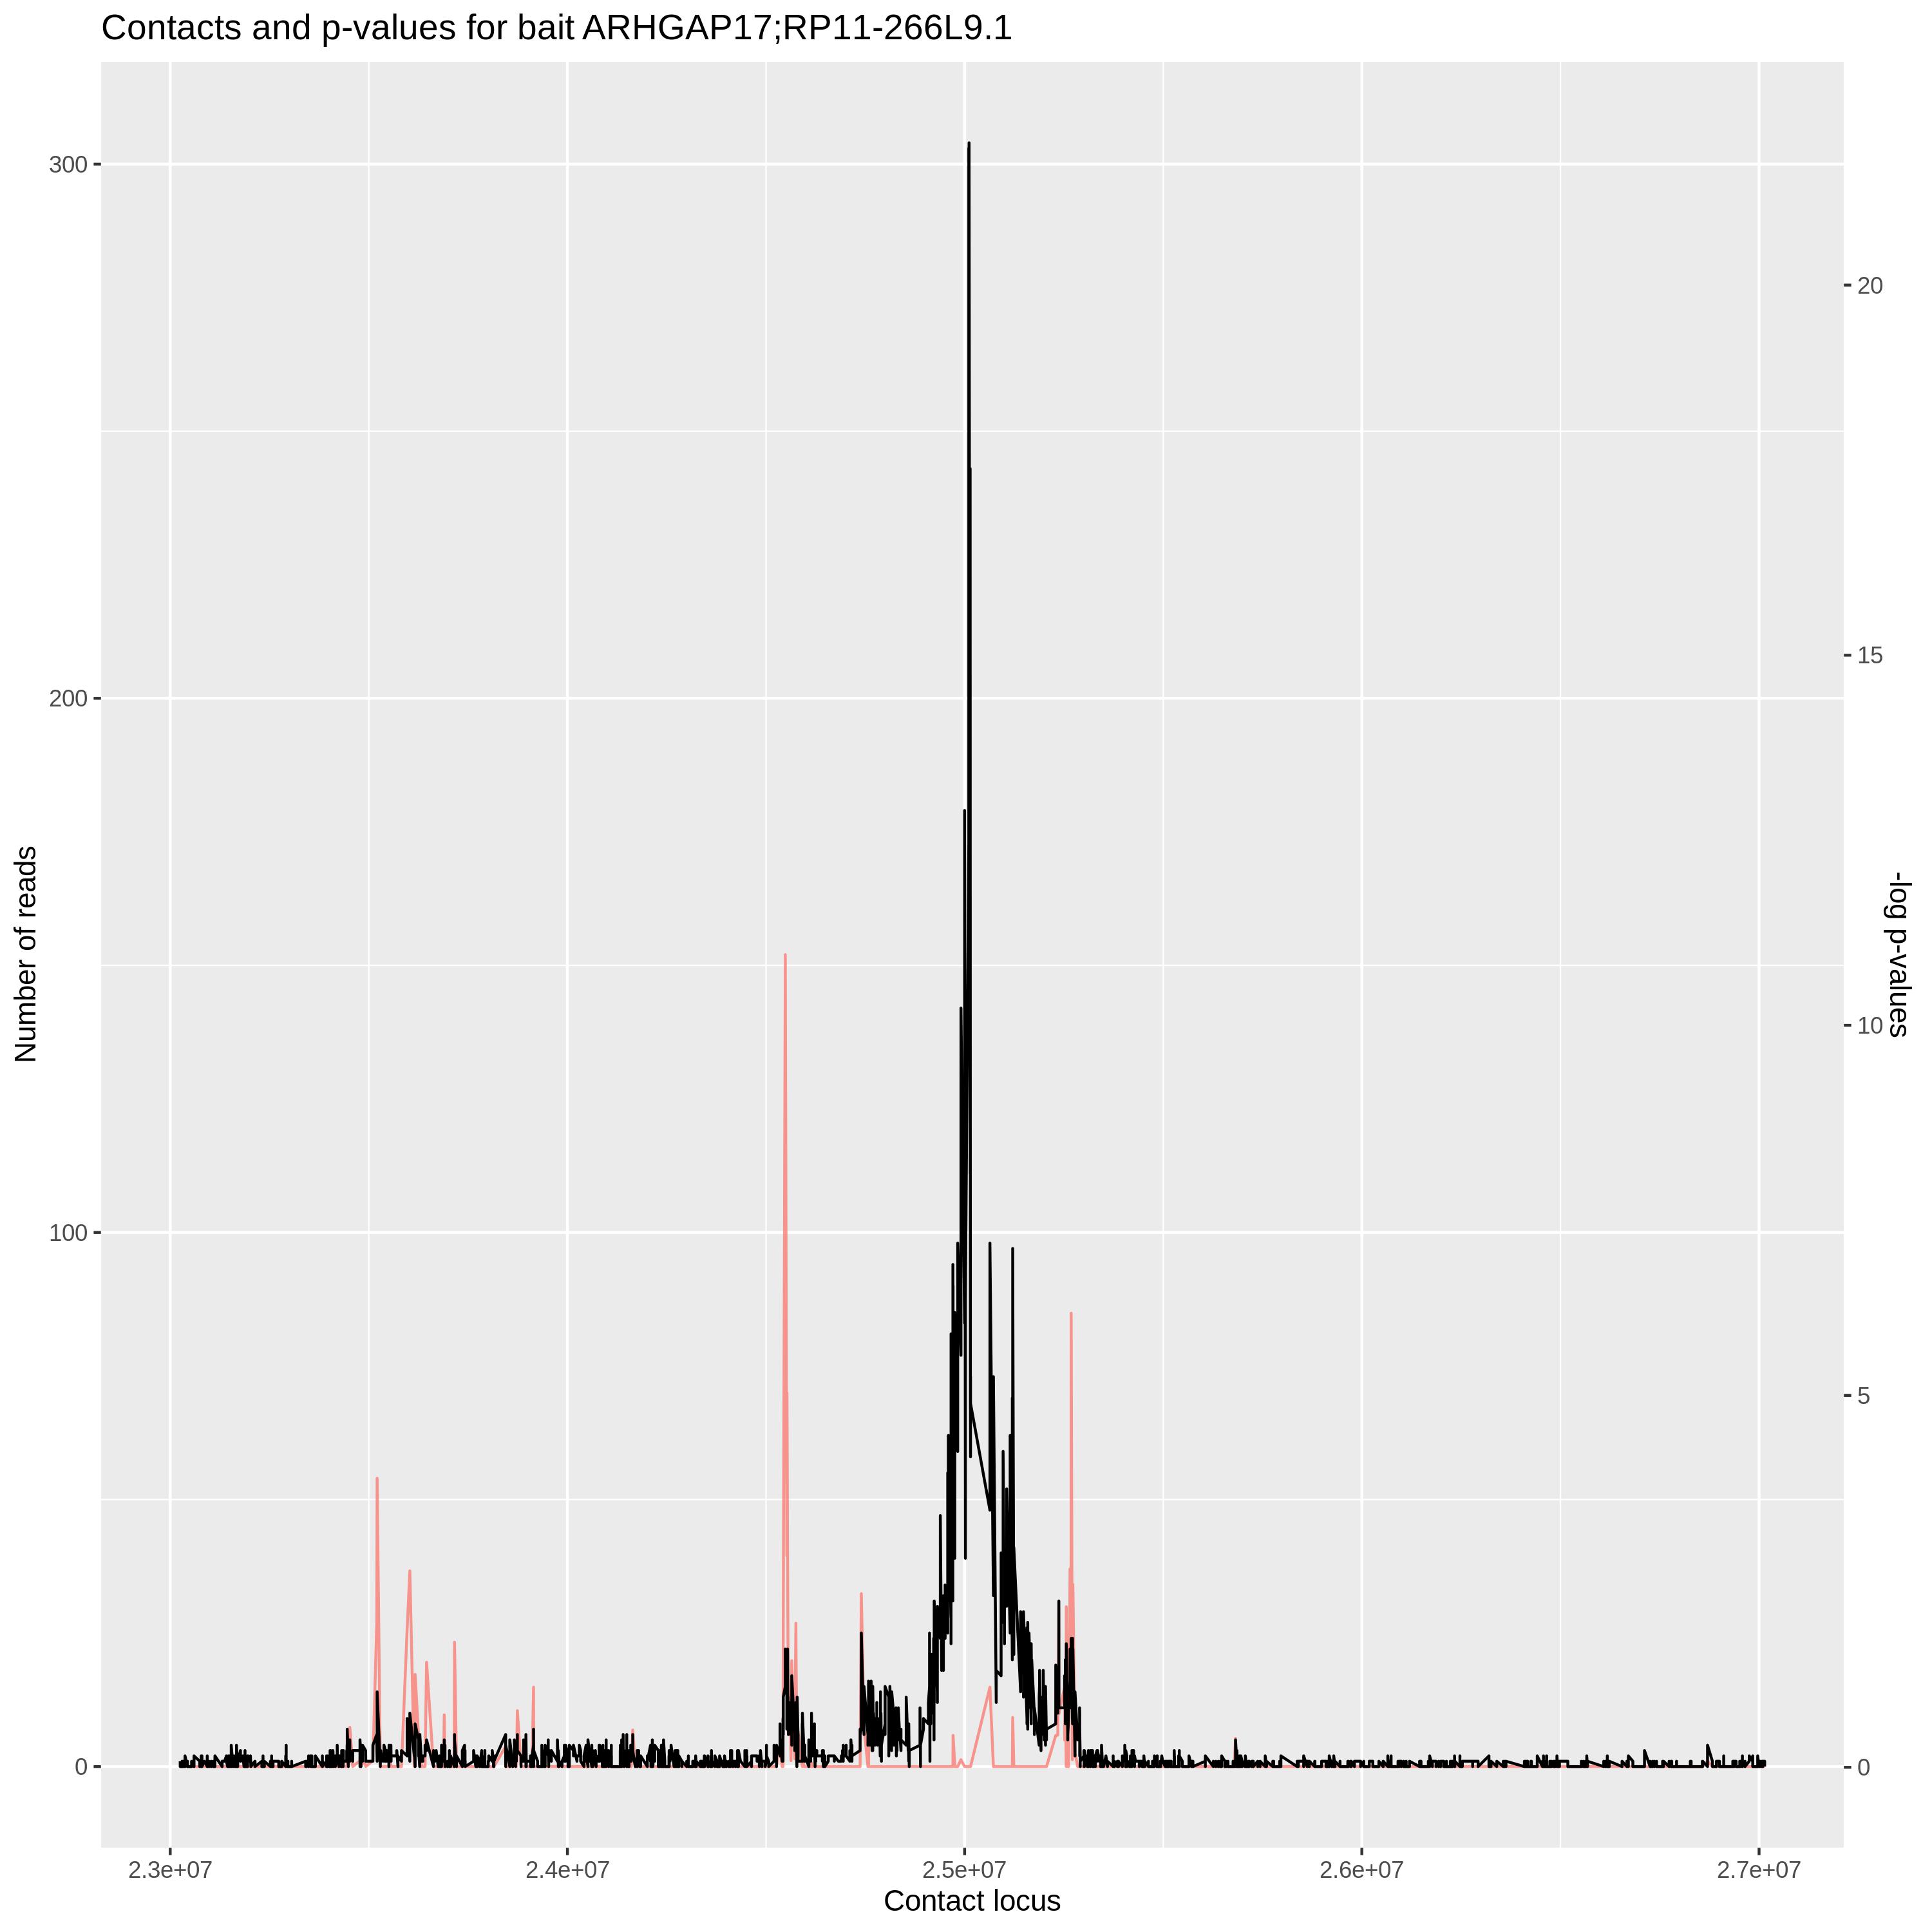 Contacts and p-values for bait ARHGAP17;RP11-266L9.1
300
200
100
0
Number of reads
20
15
10
5
0
-log p-values
2.3e+07
2.4e+07
2.5e+07
2.6e+07
2.7e+07
Contact locus